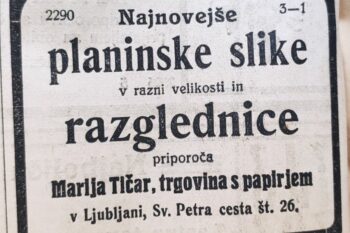 2290 Najnovejše 3–1
planinske slike
v razni velikosti in
razglednice
priporoča
Marija Tičar, trgovina s papirjem
v Ljubljani, Sv. Petra cesta št. 26.